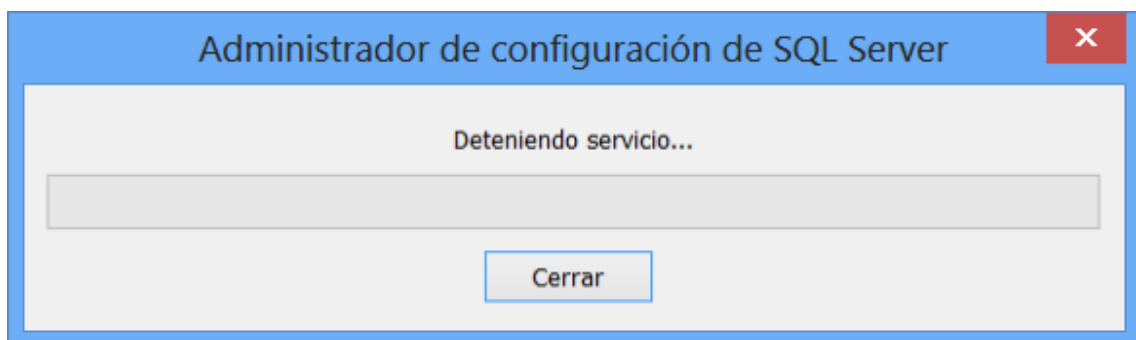 Administrador de configuración de SQL Server
Deteniendo servicio...
Cerrar